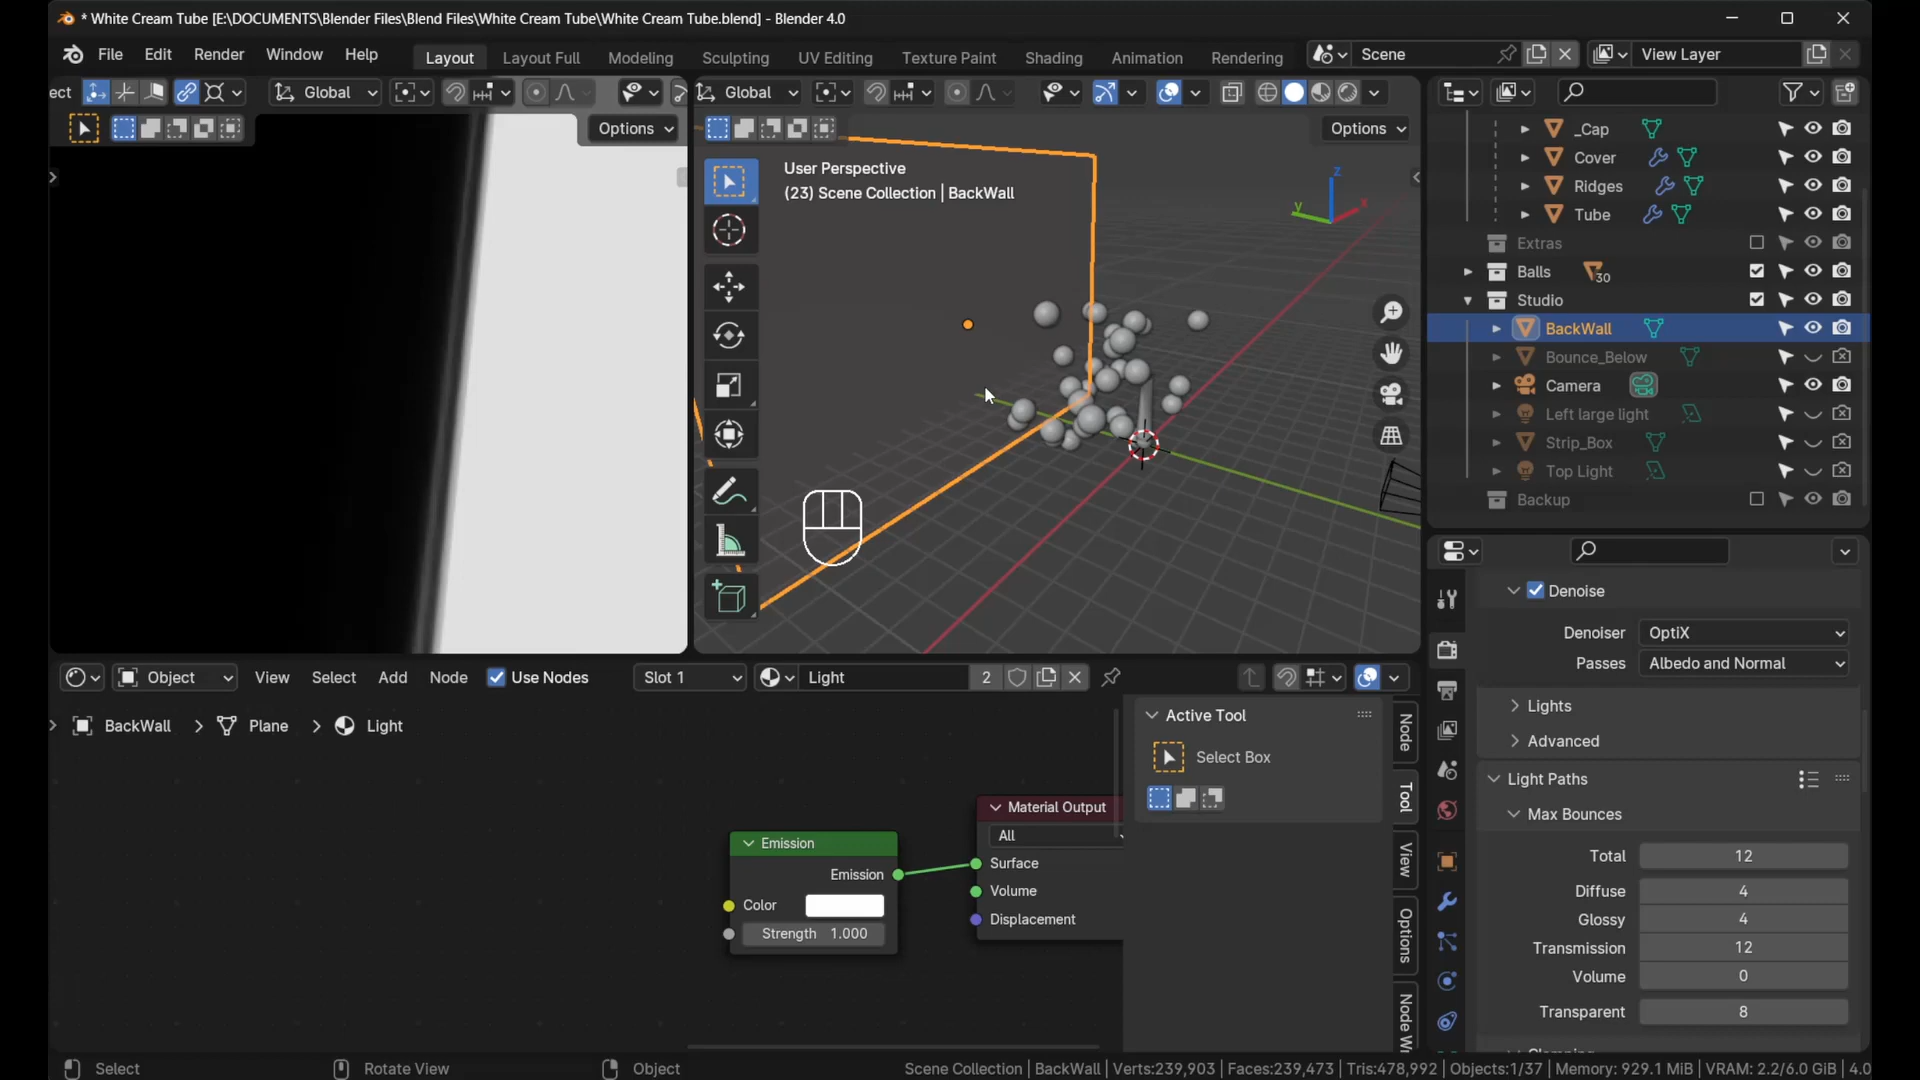 * White Cream Tube [E:\DOCUMENTS\Blender Files\Blend Files\White Cream Tube\White Cream Tube.blend] - Blender 4.0
File Edit Render Window Help Layout Layout Full Modeling Sculpting UV Editing Texture Paint Shading Animation Rendering Scene View Layer
ect Global Global
Options Options
User Perspective
(23) Scene Collection | BackWall
z
y x
_Cap
Cover
Ridges
Tube
Extras
Balls 30
Studio
BackWall
Bounce_Below
Camera
Left large light
Strip_Box
Top Light
Backup
Denoise
Denoiser OptiX
Passes Albedo and Normal
Lights
Advanced
Light Paths
Max Bounces
Total 12
Diffuse 4
Glossy 4
Transmission 12
Volume 0
Transparent 8
Object View Select Add Node Use Nodes Slot 1 Light 2
BackWall Plane Light
Active Tool
Select Box
Node
Tool
View
Options
Node W
Emission
Emission
Color
Strength 1.000
Material Output
All
Surface
Volume
Displacement
Select Rotate View Object Scene Collection | BackWall | Verts:239,903 | Faces:239,473 | Tris:478,992 | Objects:1/37 | Memory: 929.1 MiB | VRAM: 2.2/6.0 GiB | 4.0